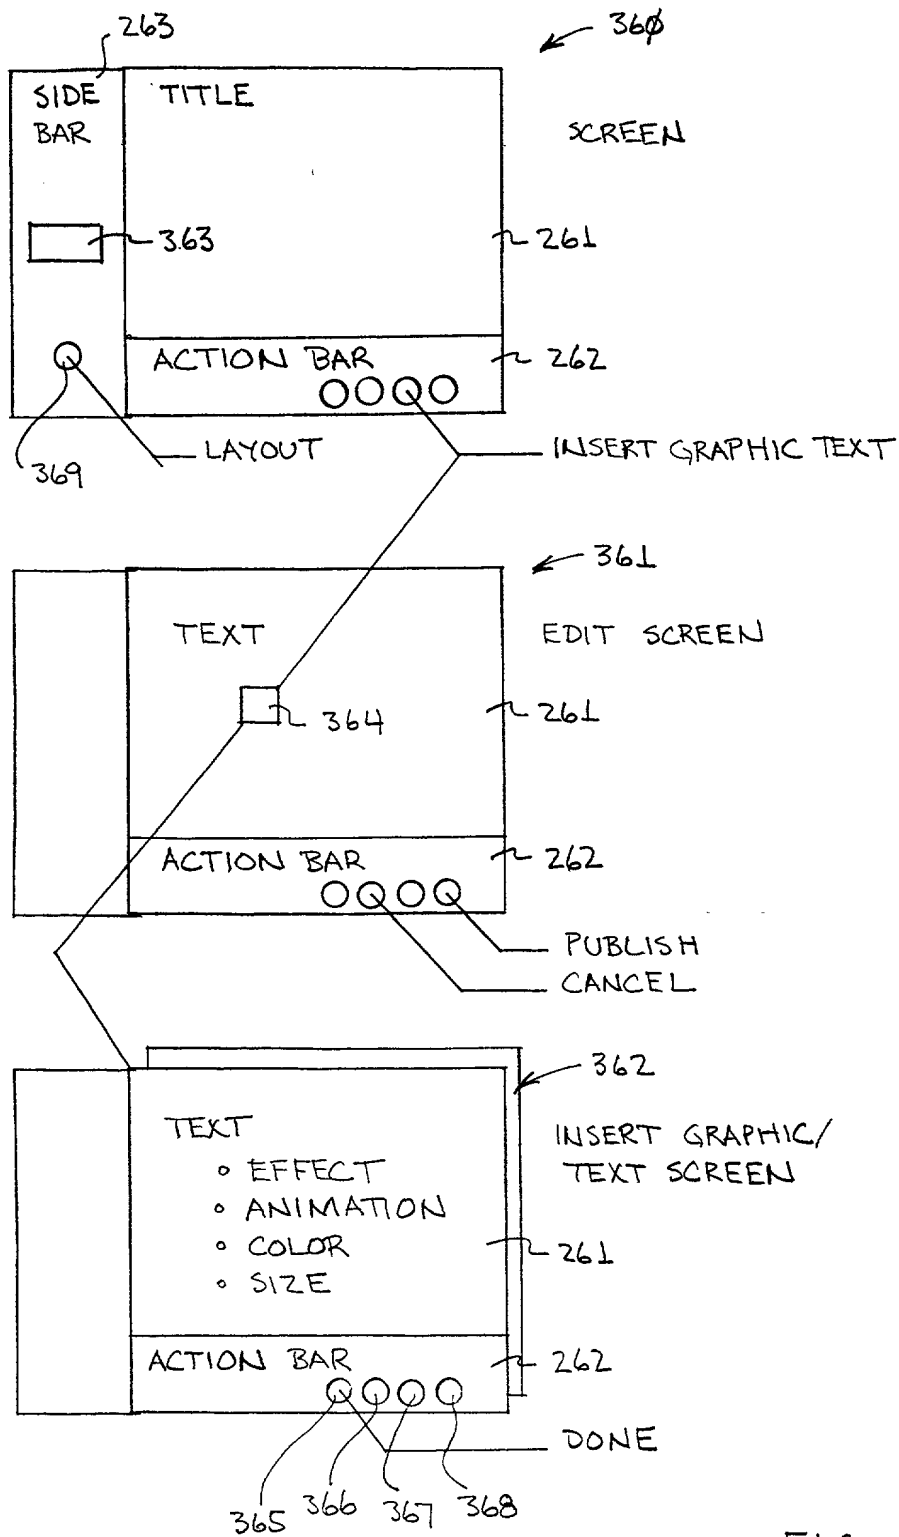 263
360
SIDE
BAR
TITLE
SCREEN
363
261
ACTION BAR
262
LAYOUT
INSERT GRAPHIC TEXT
369
361
TEXT
EDIT SCREEN
364
261
ACTION BAR
262
PUBLISH
CANCEL
362
TEXT
INSERT GRAPHIC/
TEXT SCREEN
• EFFECT
• ANIMATION
• COLOR
• SIZE
261
ACTION BAR
262
DONE
365 366 367 368